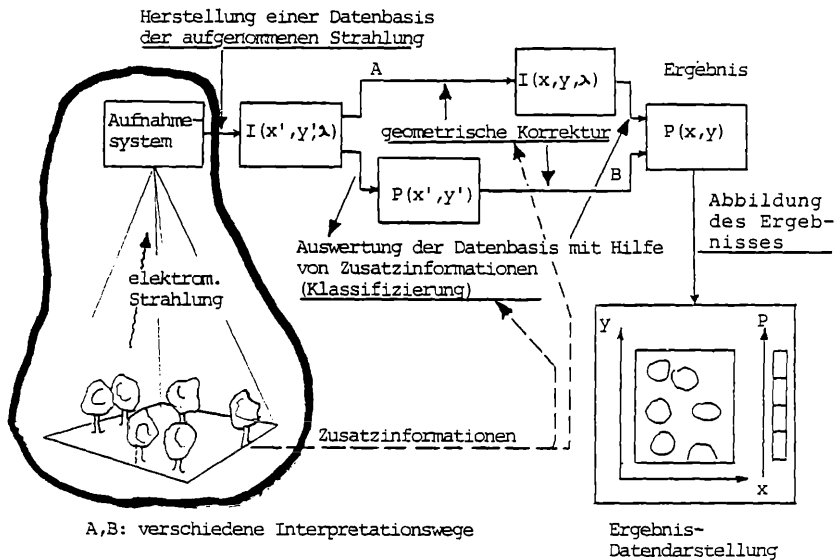 Herstellung einer Datenbasis
der aufgenommenen Strahlung
A
I(x,y,λ)
Ergebnis
Aufnahme-
system
I(x',y',λ)
geometrische Korrektur
P(x,y)
P(x',y')
B
Abbildung
des Ergeb-
nisses
Auswertung der Datenbasis mit Hilfe
von Zusatzinformationen
(Klassifizierung)
elektrom.
Strahlung
y
P
Zusatzinformationen
x
A,B: verschiedene Interpretationswege
Ergebnis-
Datendarstellung